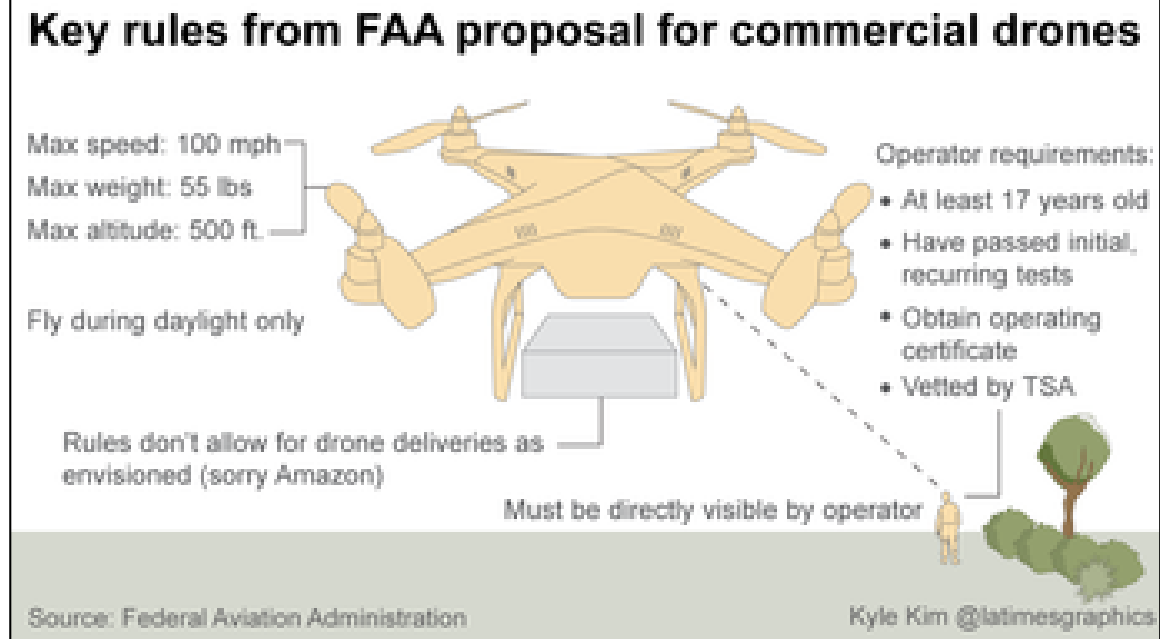 Key rules from FAA proposal for commercial drones
Max speed: 100 mph
Max weight: 55 lbs
Max altitude: 500 ft.
Fly during daylight only
Operator requirements:
• At least 17 years old
• Have passed initial,
recurring tests
• Obtain operating
certificate
• Vetted by TSA
Rules don't allow for drone deliveries as
envisioned (sorry Amazon)
Must be directly visible by operator
Source: Federal Aviation Administration
Kyle Kim @latimesgraphics